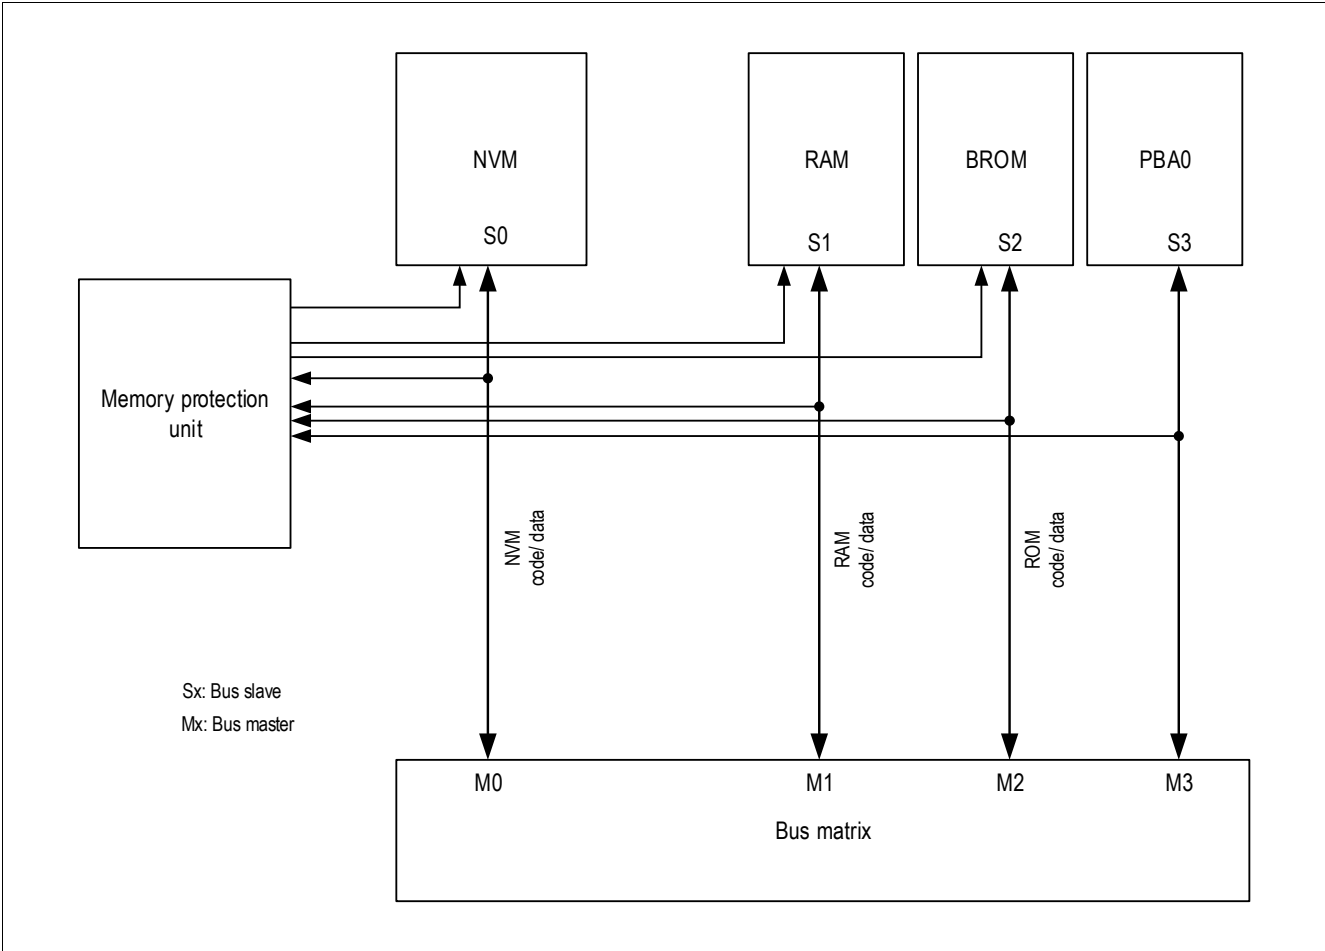 NVM
RAM
BROM
PBA0
S0
S1
S2
S3
Memory protection
unit
NVM
code/ data
RAM
code/ data
ROM
code/ data
Sx: Bus slave
Mx: Bus master
M0
M1
M2
M3
Bus matrix